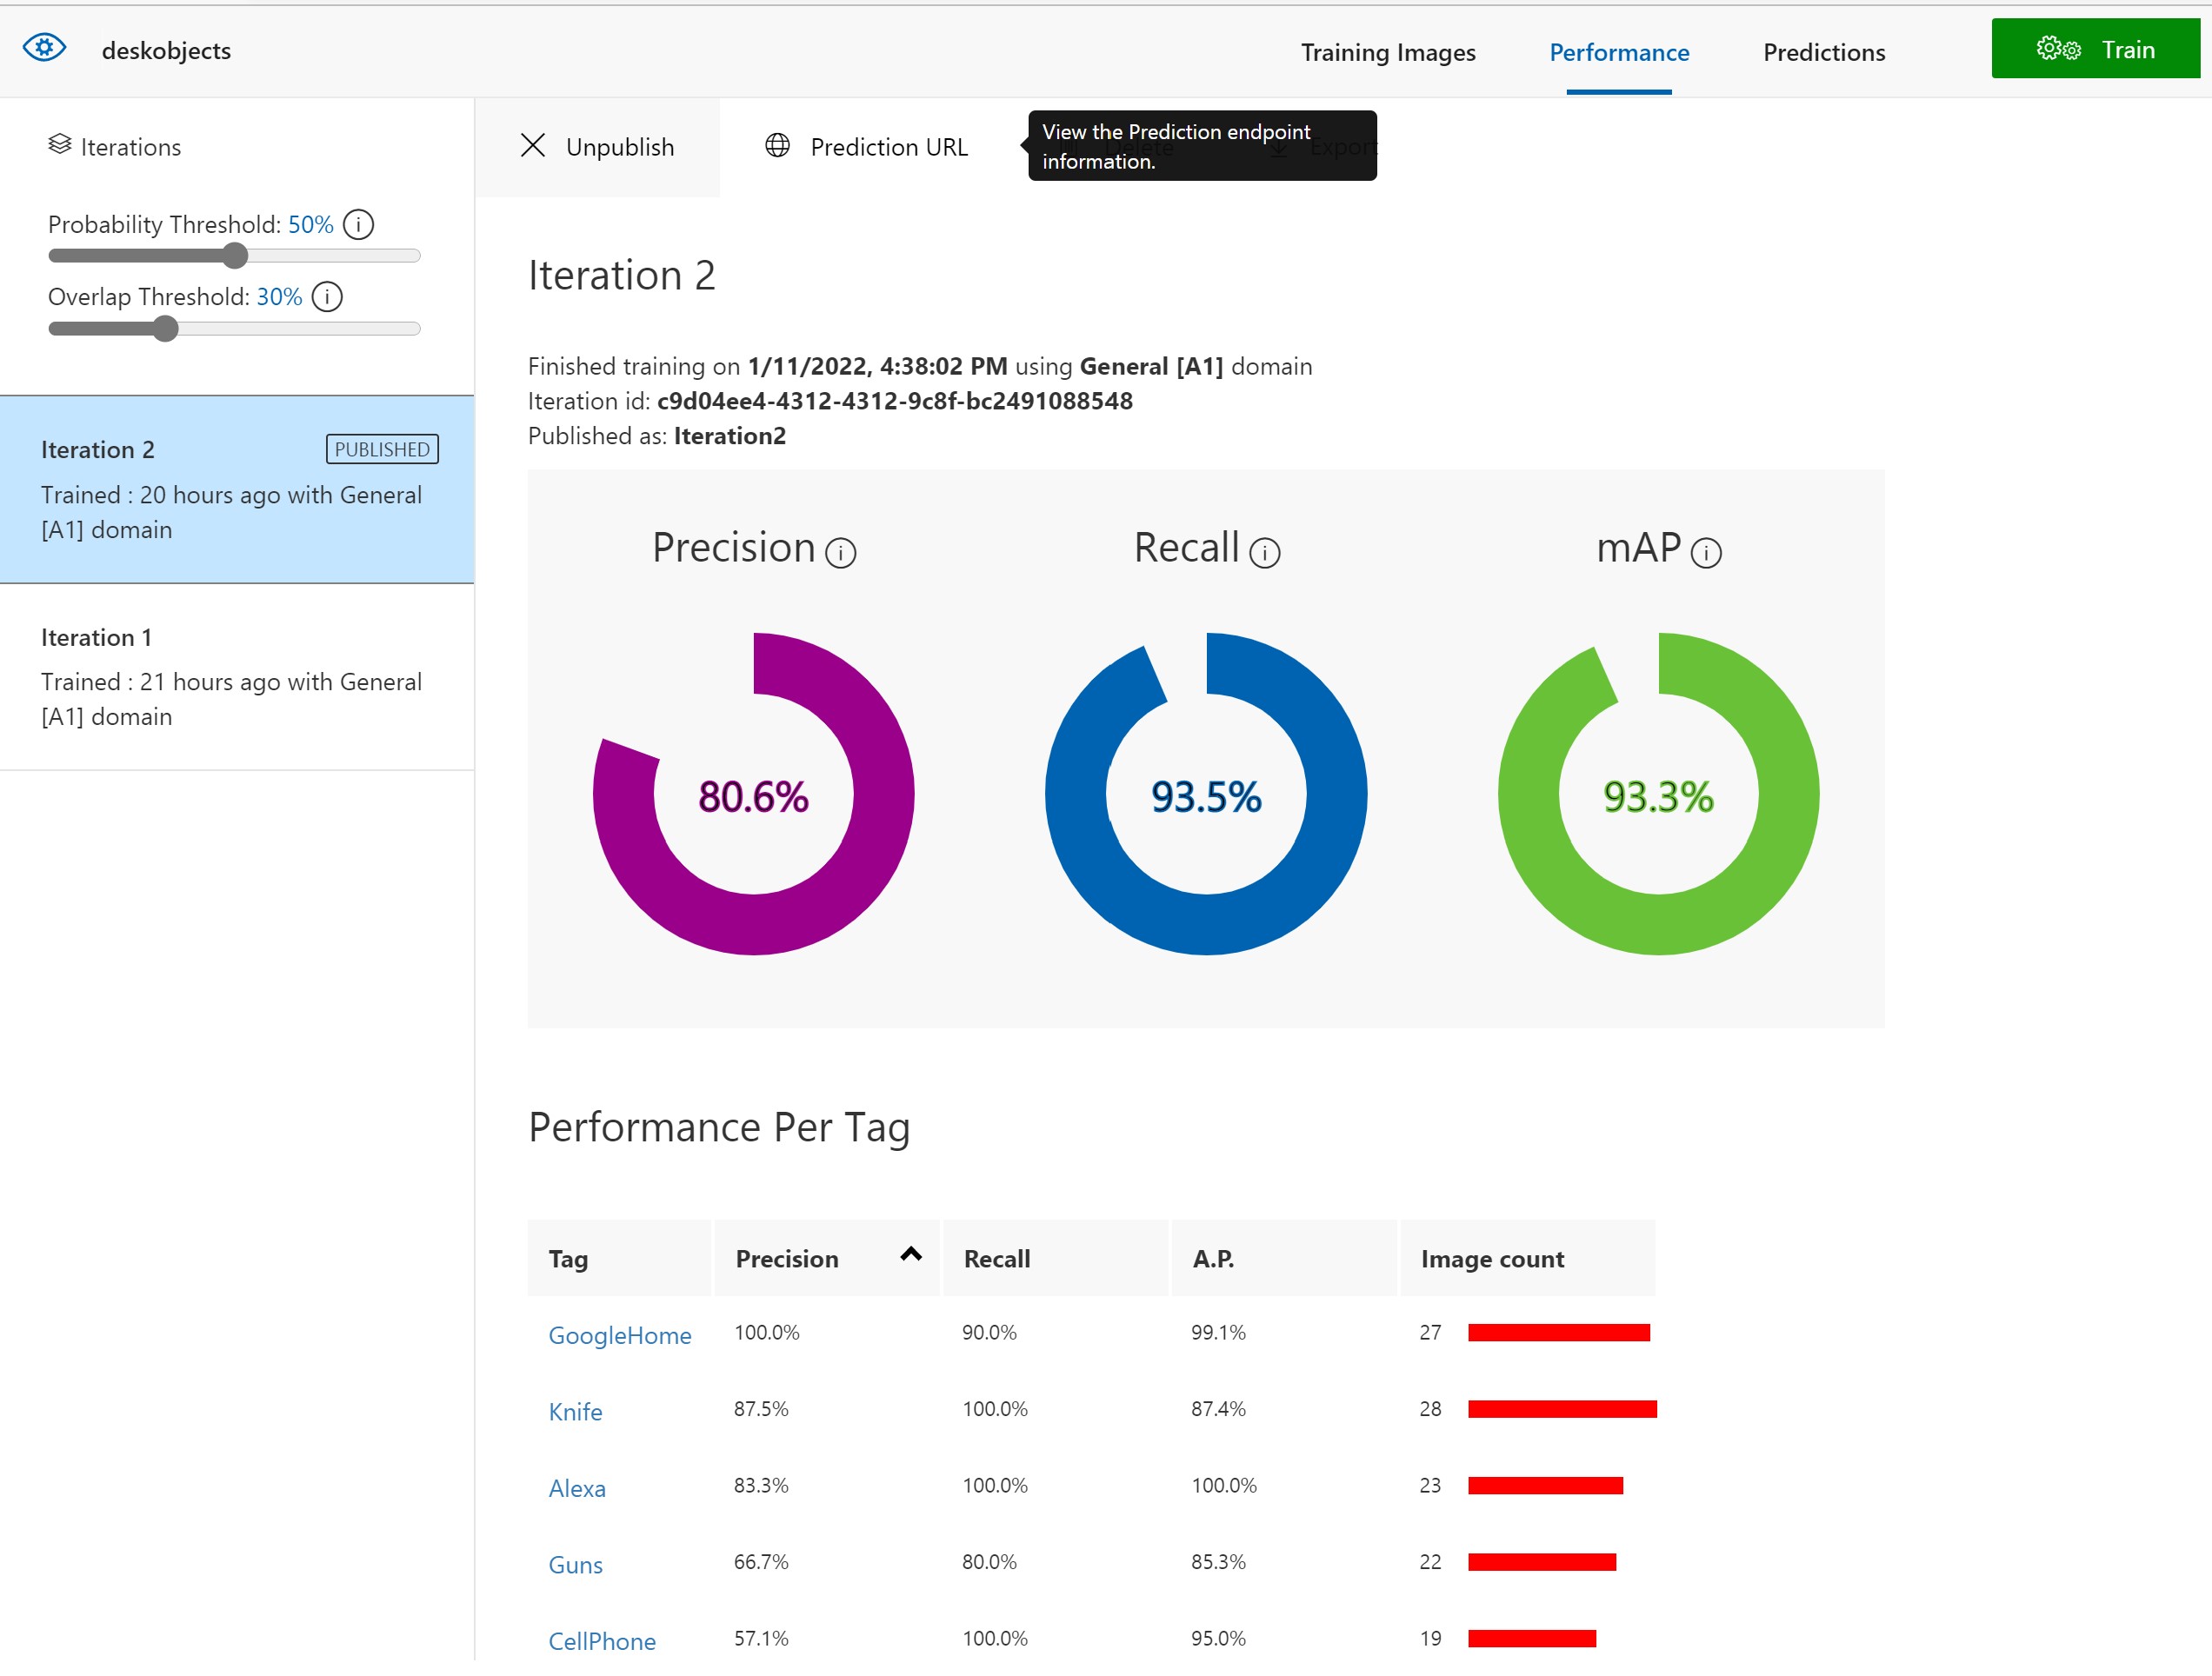 deskobjects
Training Images
Performance
Predictions
Train
Iterations
Unpublish
Prediction URL
View the Prediction endpoint
information.
Delete
Export
Probability Threshold: 50%
Overlap Threshold: 30%
Iteration 2
PUBLISHED
Trained : 20 hours ago with General
[A1] domain
Iteration 1
Trained : 21 hours ago with General
[A1] domain
Iteration 2
Finished training on 1/11/2022, 4:38:02 PM using General [A1] domain
Iteration id: c9d04ee4-4312-4312-9c8f-bc2491088548
Published as: Iteration2
Precision
Recall
mAP
80.6%
93.5%
93.3%
Performance Per Tag
Tag Precision Recall A.P. Image count
GoogleHome 100.0% 90.0% 99.1% 27
Knife 87.5% 100.0% 87.4% 28
Alexa 83.3% 100.0% 100.0% 23
Guns 66.7% 80.0% 85.3% 22
CellPhone 57.1% 100.0% 95.0% 19